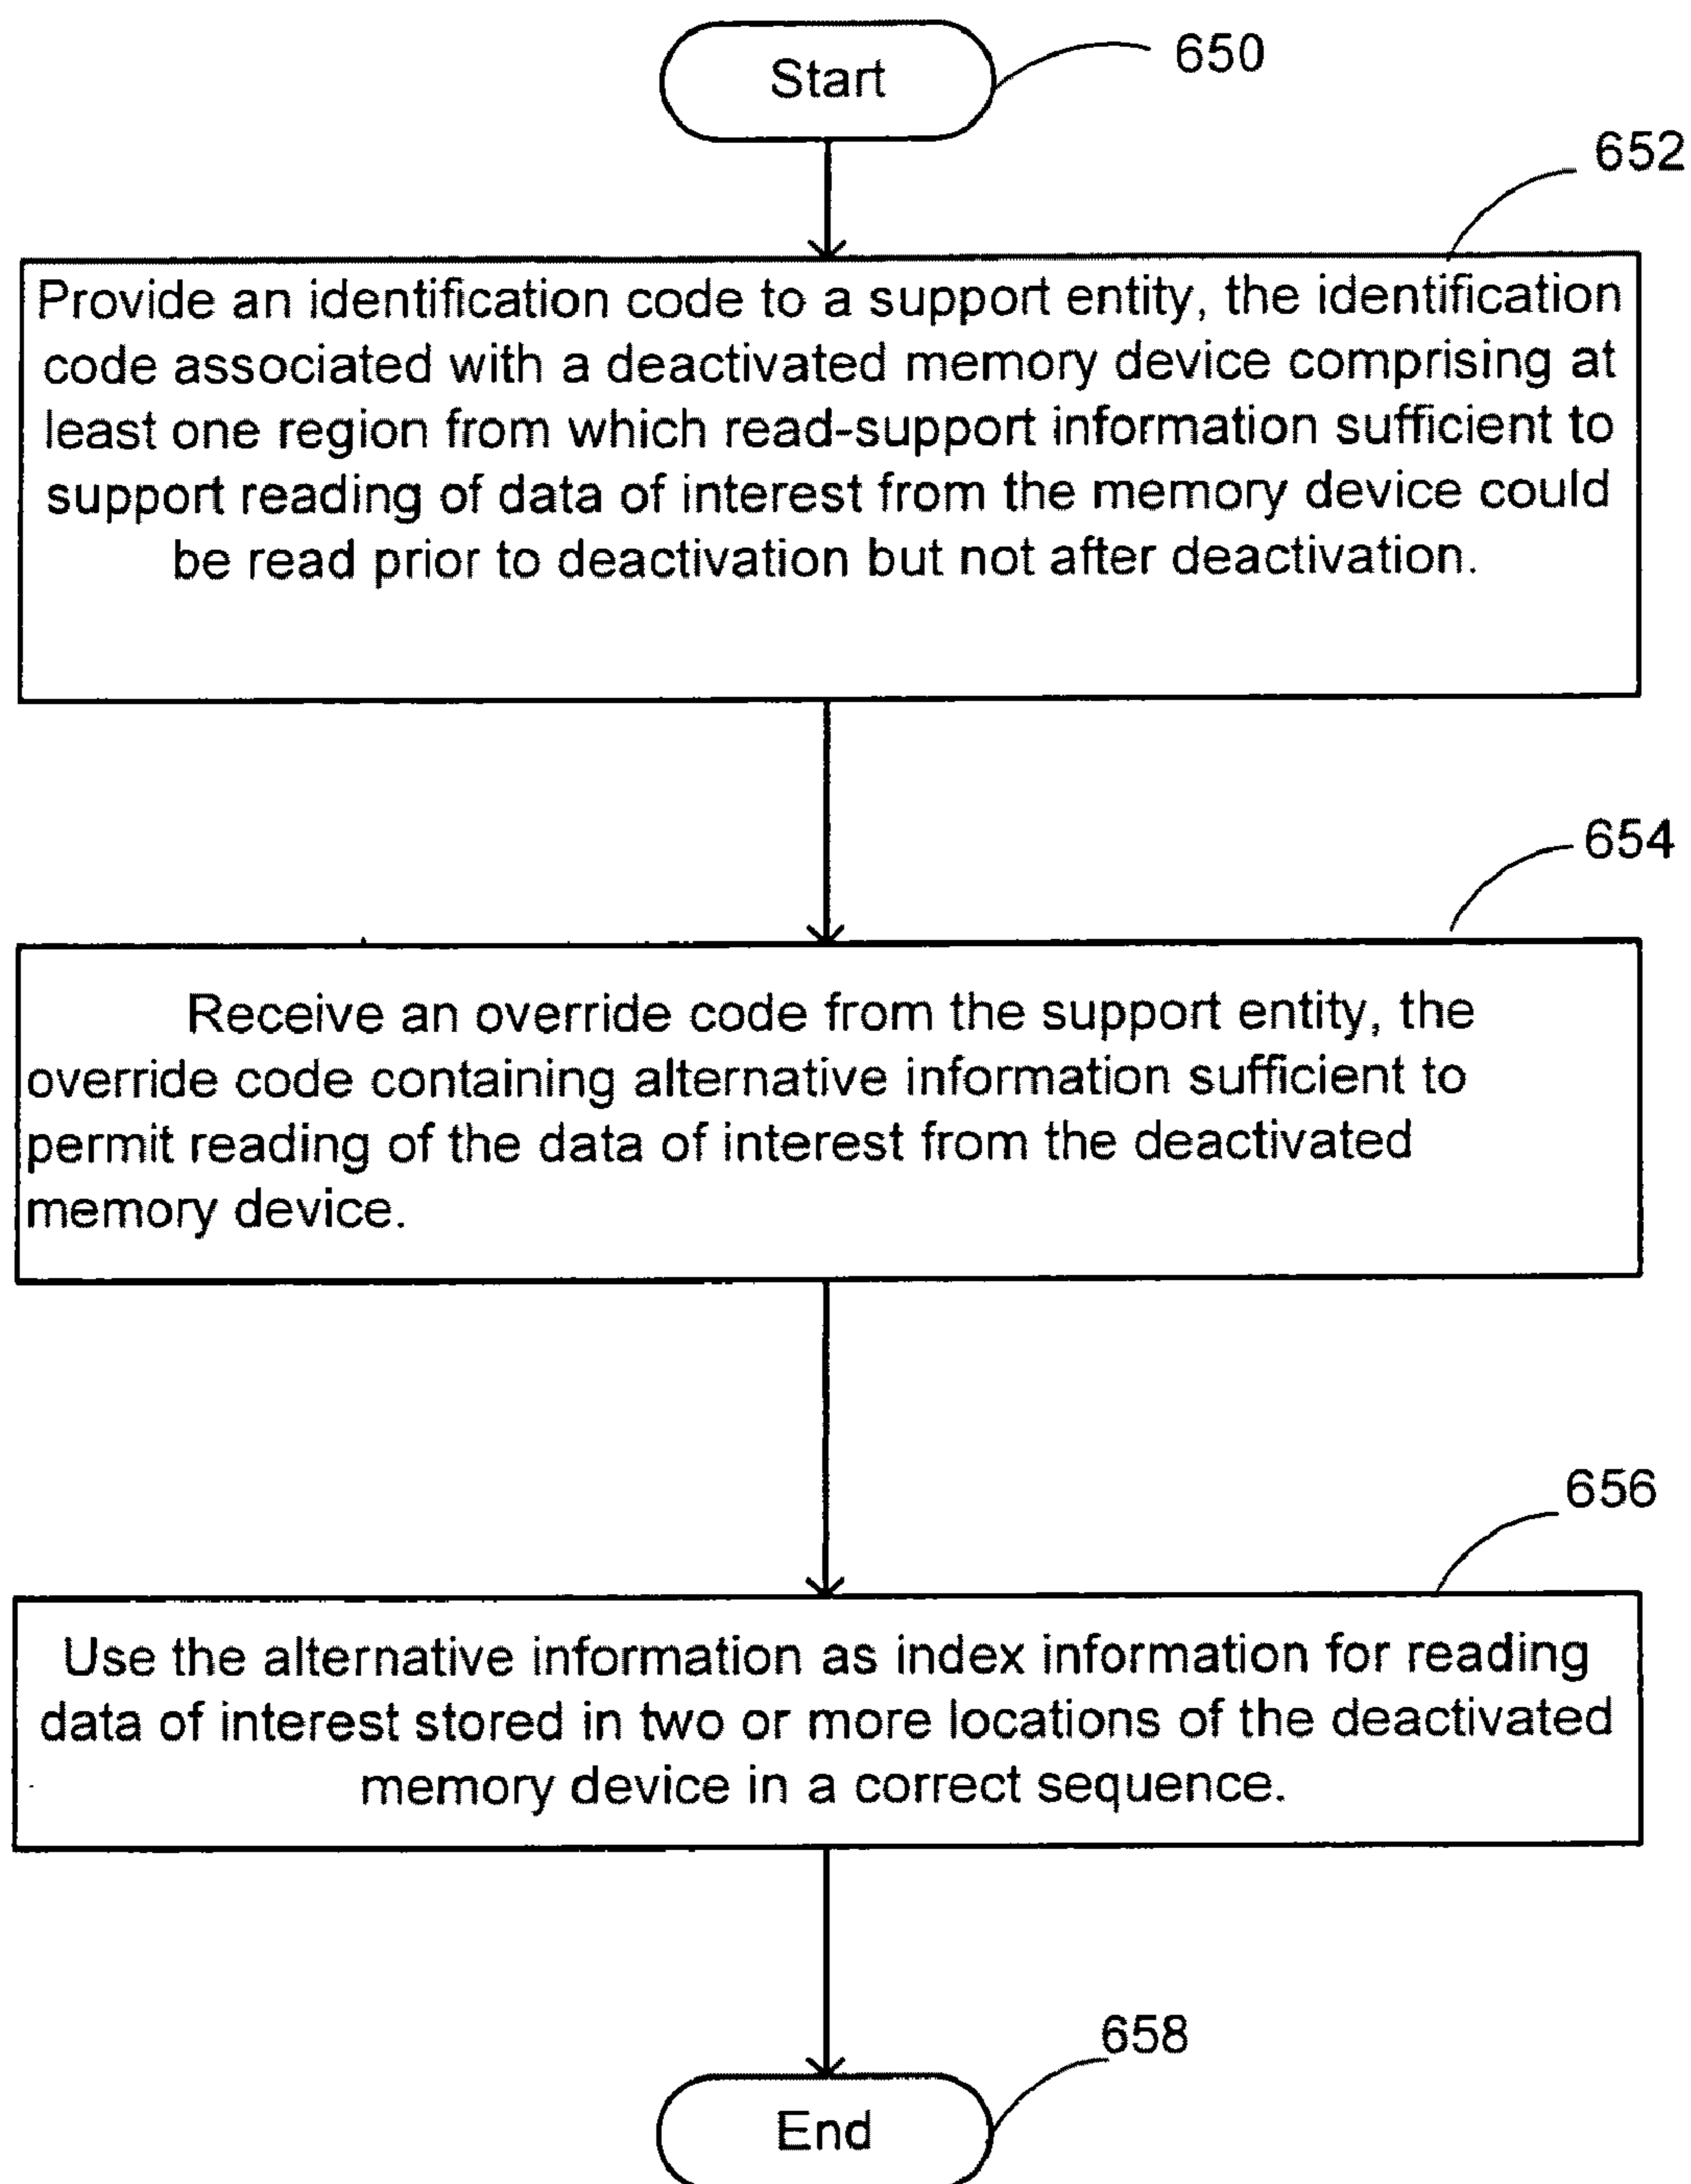 Start
650
652
Provide an identification code to a support entity, the identification
code associated with a deactivated memory device comprising at
least one region from which read-support information sufficient to
support reading of data of interest from the memory device could
be read prior to deactivation but not after deactivation.
654
Receive an override code from the support entity, the
override code containing alternative information sufficient to
permit reading of the data of interest from the deactivated
memory device.
656
Use the alternative information as index information for reading
data of interest stored in two or more locations of the deactivated
memory device in a correct sequence.
658
End